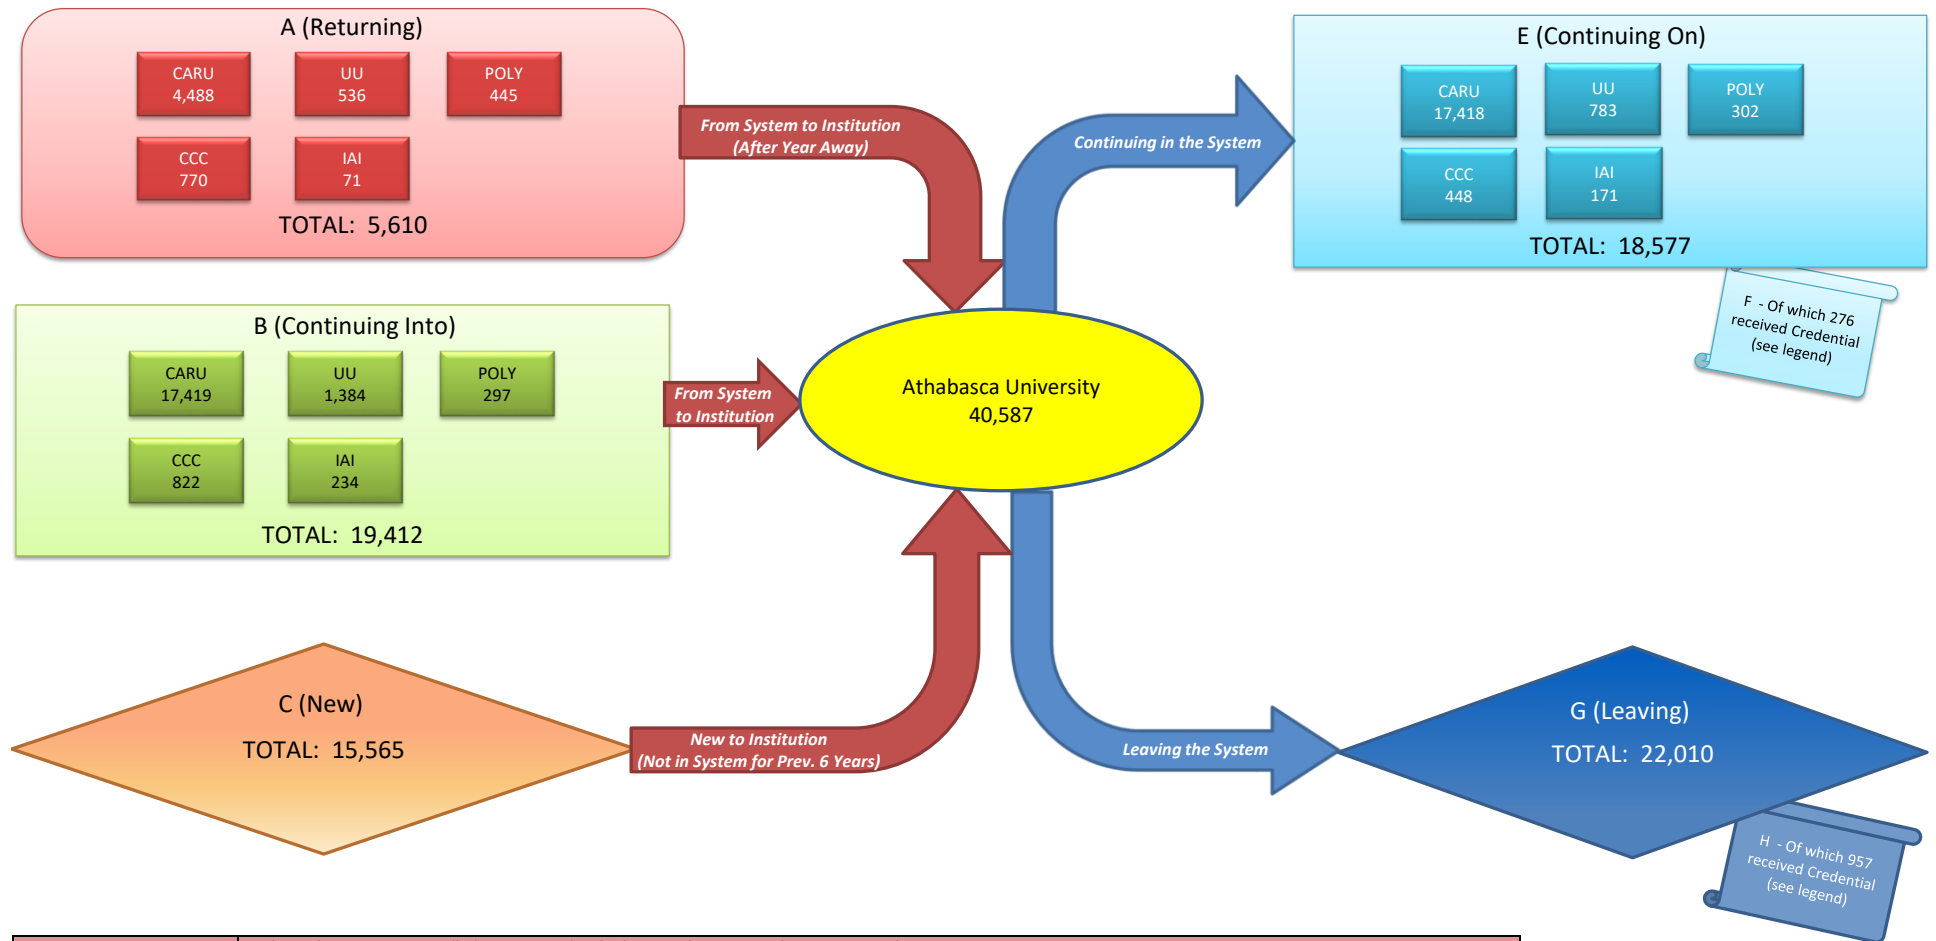 A (Returning)
CARU
4,488
UU
536
POLY
445
CCC
770
IAI
71
TOTAL: 5,610
From System to Institution
(After Year Away)
Continuing in the System
E (Continuing On)
CARU
17,418
UU
783
POLY
302
CCC
448
IAI
171
TOTAL: 18,577
F - Of which 276
received Credential
(see legend)
B (Continuing Into)
CARU
17,419
UU
1,384
POLY
297
CCC
822
IAI
234
TOTAL: 19,412
From System
to Institution
Athabasca University
40,587
C (New)
TOTAL: 15,565
New to Institution
(Not in System for Prev. 6 Years)
Leaving the System
G (Leaving)
TOTAL: 22,010
H - Of which 957
received Credential
(see legend)